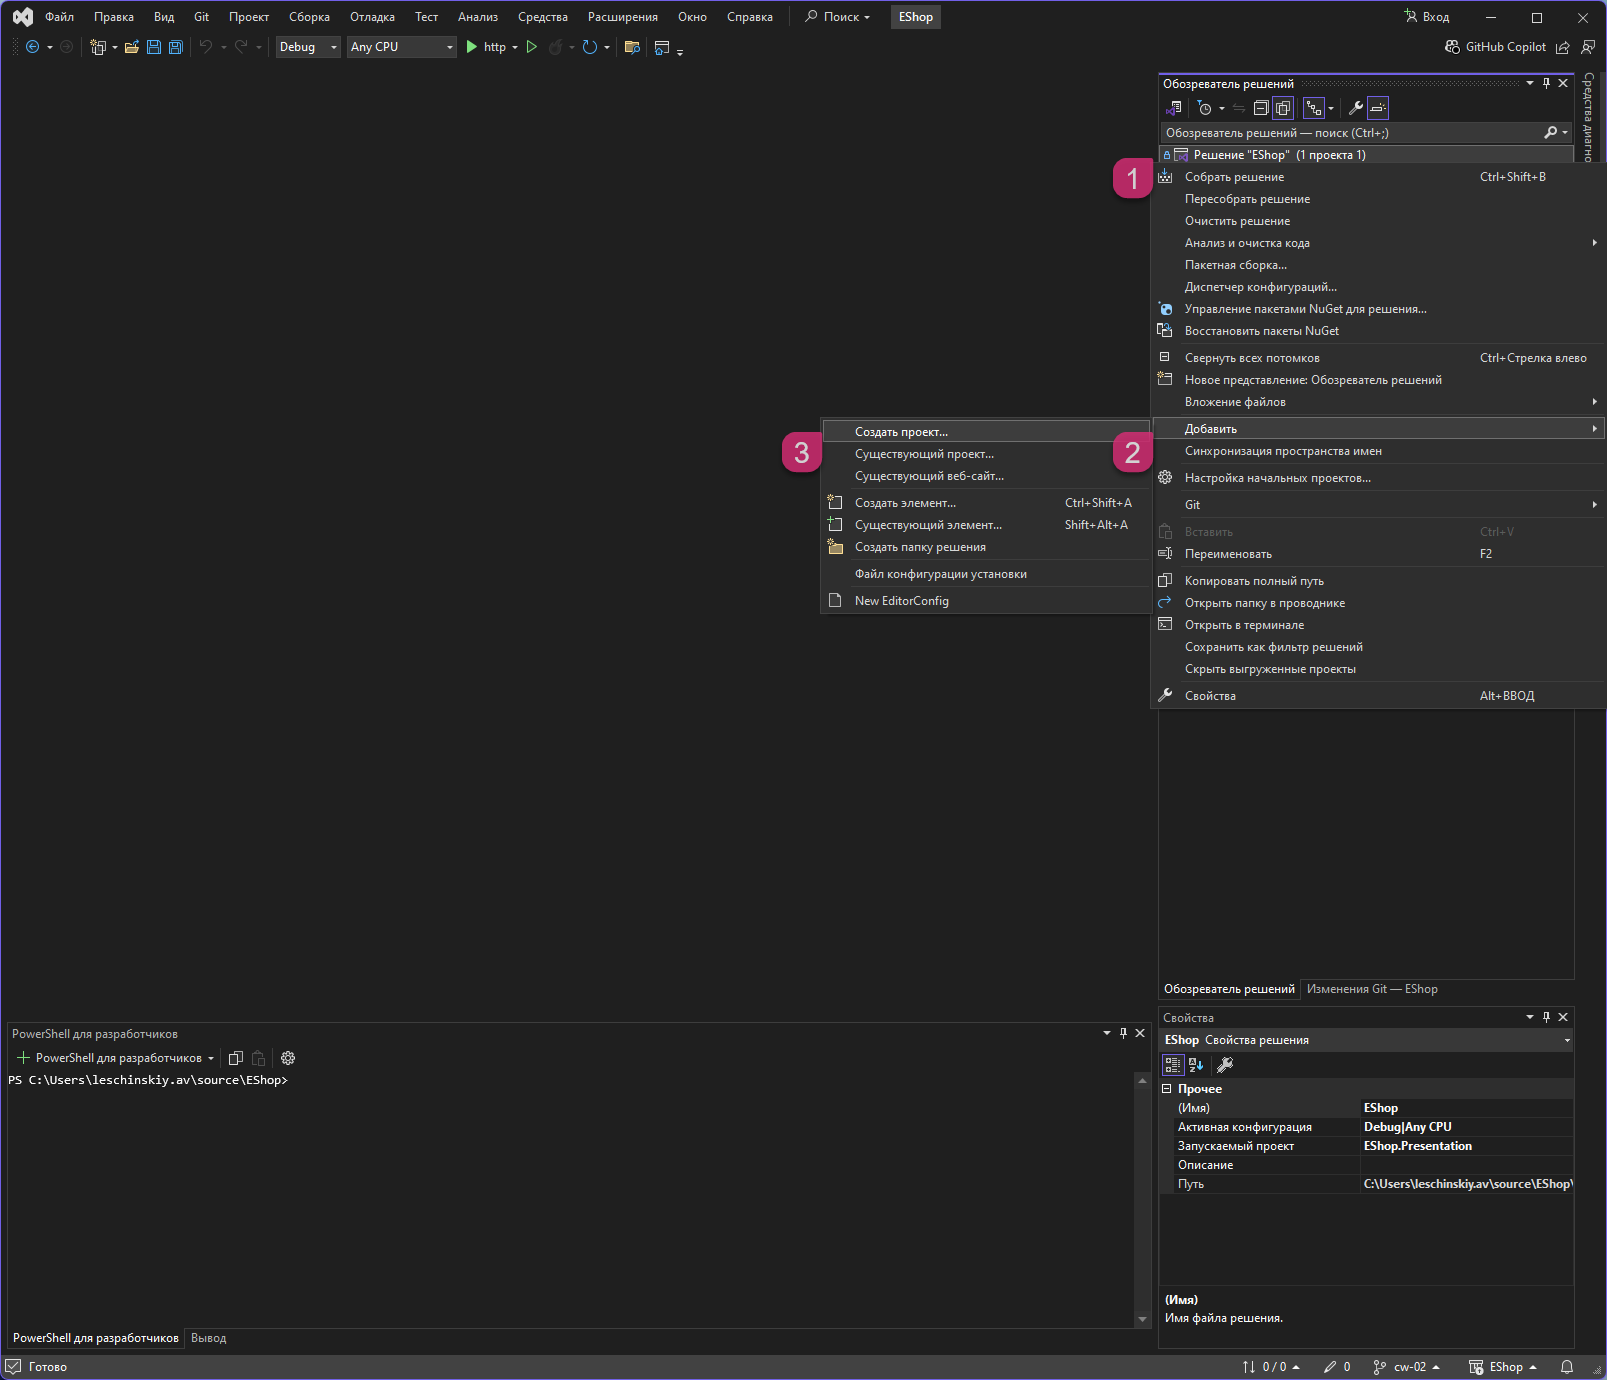 Файл Правка Вид Git Проект Сборка Отладка Тест Анализ Средства Расширения Окно Справка Поиск EShop Вход
Debug Any CPU http GitHub Copilot
Обозреватель решений
Обозреватель решений — поиск (Ctrl+;)
Решение "EShop" (1 проекта 1)
1
Собрать решение Ctrl+Shift+B
Пересобрать решение
Очистить решение
Анализ и очистка кода
Пакетная сборка...
Диспетчер конфигураций...
Управление пакетами NuGet для решения...
Восстановить пакеты NuGet
Свернуть всех потомков Ctrl+Стрелка влево
Новое представление: Обозреватель решений
Вложение файлов
2
Добавить
Синхронизация пространства имен
Настройка начальных проектов...
Git
Вставить Ctrl+V
Переименовать F2
Копировать полный путь
Открыть папку в проводнике
Открыть в терминале
Сохранить как фильтр решений
Скрыть выгруженные проекты
Свойства Alt+ВВОД
3
Создать проект...
Существующий проект...
Существующий веб-сайт...
Создать элемент... Ctrl+Shift+A
Существующий элемент... Shift+Alt+A
Создать папку решения
Файл конфигурации установки
New EditorConfig
Средства
Обозреватель решений Изменения Git — EShop
Свойства
EShop Свойства решения
Прочее
(Имя) EShop
Активная конфигурация Debug|Any CPU
Запускаемый проект EShop.Presentation
Описание
Путь C:\Users\leschinskiy.av\source\EShop\
(Имя)
Имя файла решения.
PowerShell для разработчиков
PowerShell для разработчиков
PS C:\Users\leschinskiy.av\source\EShop>
PowerShell для разработчиков Вывод
Готово 0 / 0 0 cw-02 EShop